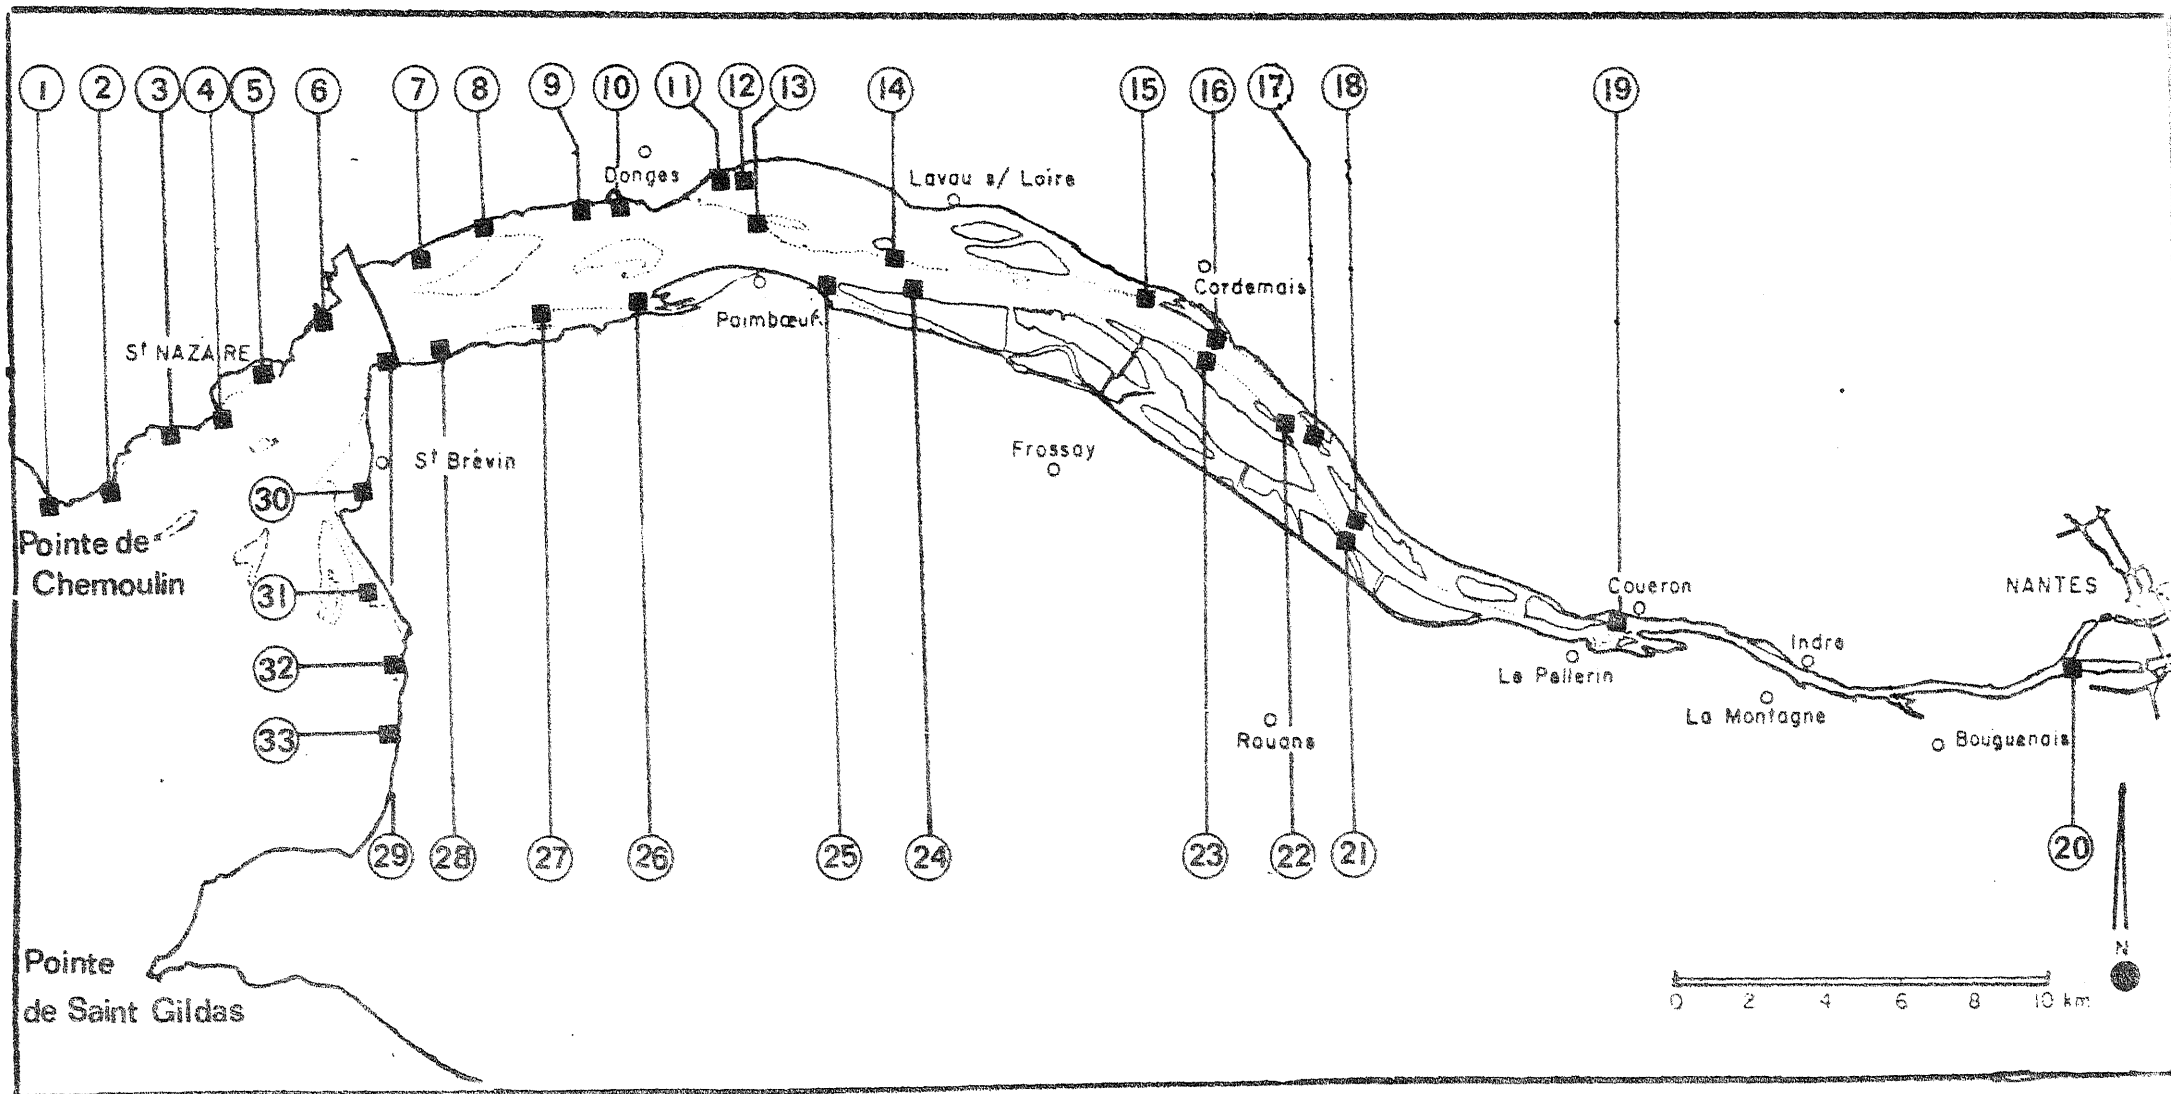 1 2 3 4 5 6 7 8 9 10 11 12 13 14 15 16 17 18 19
Donges
Lavau s/ Loire
Cordemais
Paimbœuf
St NAZAIRE
St Brévin
Frossay
30
Pointe de
Chemoulin
31
Coueron
NANTES
32
Indre
Le Pellerin
La Montagne
33
Rouans
Bouguenais
29 28 27 26 25 24 23 22 21 20
N
Pointe
de Saint Gildas
0 2 4 6 8 10 km